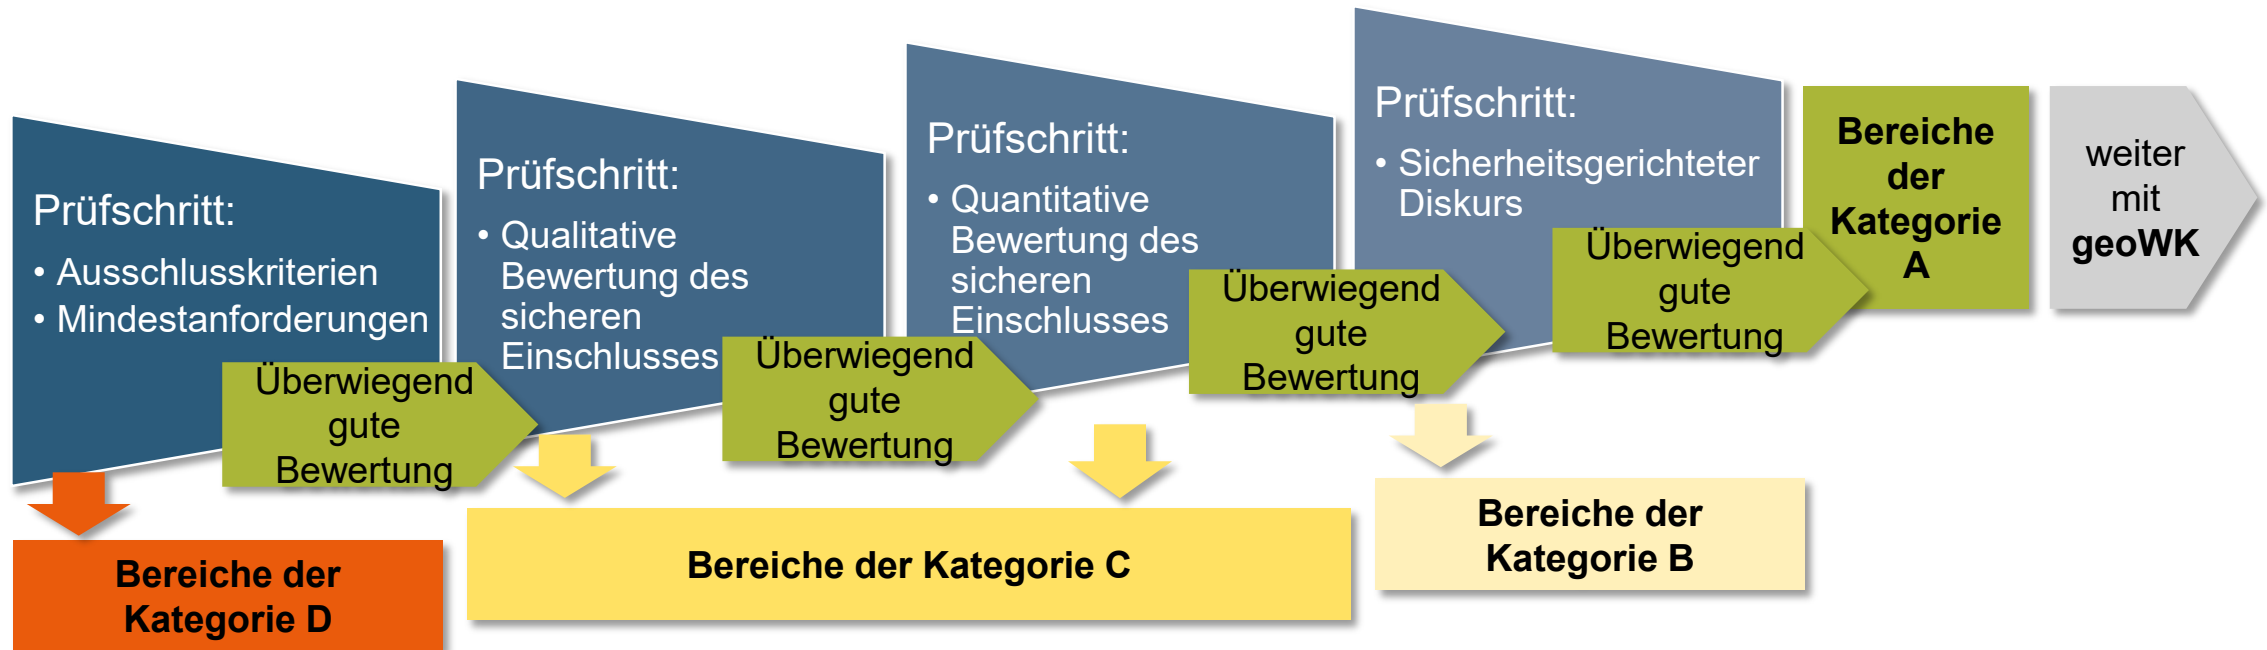 Prüfschritt:
• Ausschlusskriterien
• Mindestanforderungen
Überwiegend
gute
Bewertung
Bereiche der
Kategorie D
Prüfschritt:
• Qualitative
Bewertung des
sicheren
Einschlusses
Überwiegend
gute
Bewertung
Prüfschritt:
• Quantitative
Bewertung des
sicheren
Einschlusses
Überwiegend
gute
Bewertung
Bereiche der Kategorie C
Prüfschritt:
• Sicherheitsgerichteter
Diskurs
Überwiegend
gute
Bewertung
Bereiche der
Kategorie B
Bereiche
der
Kategorie
A
weiter
mit
geoWK